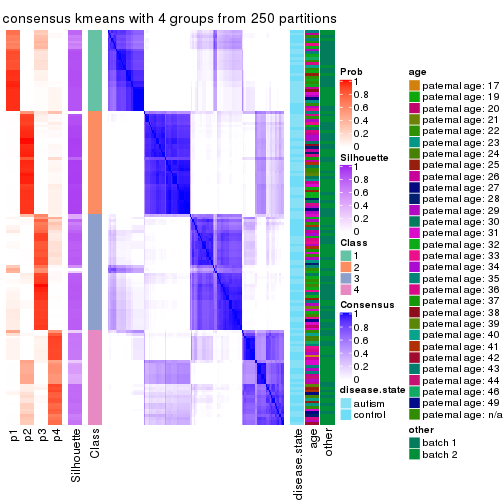 consensus kmeans with 4 groups from 250 partitions
p1
p2
p3
p4
Silhouette
Class
disease.state
age
other
Prob
1
0.8
0.6
0.4
0.2
0
Silhouette
1
0.8
0.6
0.4
0.2
0
Class
1
2
3
4
Consensus
1
0.8
0.6
0.4
0.2
0
disease.state
autism
control
age
paternal age: 17
paternal age: 19
paternal age: 20
paternal age: 21
paternal age: 22
paternal age: 23
paternal age: 24
paternal age: 25
paternal age: 26
paternal age: 27
paternal age: 28
paternal age: 29
paternal age: 30
paternal age: 31
paternal age: 32
paternal age: 33
paternal age: 34
paternal age: 35
paternal age: 36
paternal age: 37
paternal age: 38
paternal age: 39
paternal age: 40
paternal age: 41
paternal age: 42
paternal age: 43
paternal age: 44
paternal age: 46
paternal age: 49
paternal age: n/a
other
batch 1
batch 2